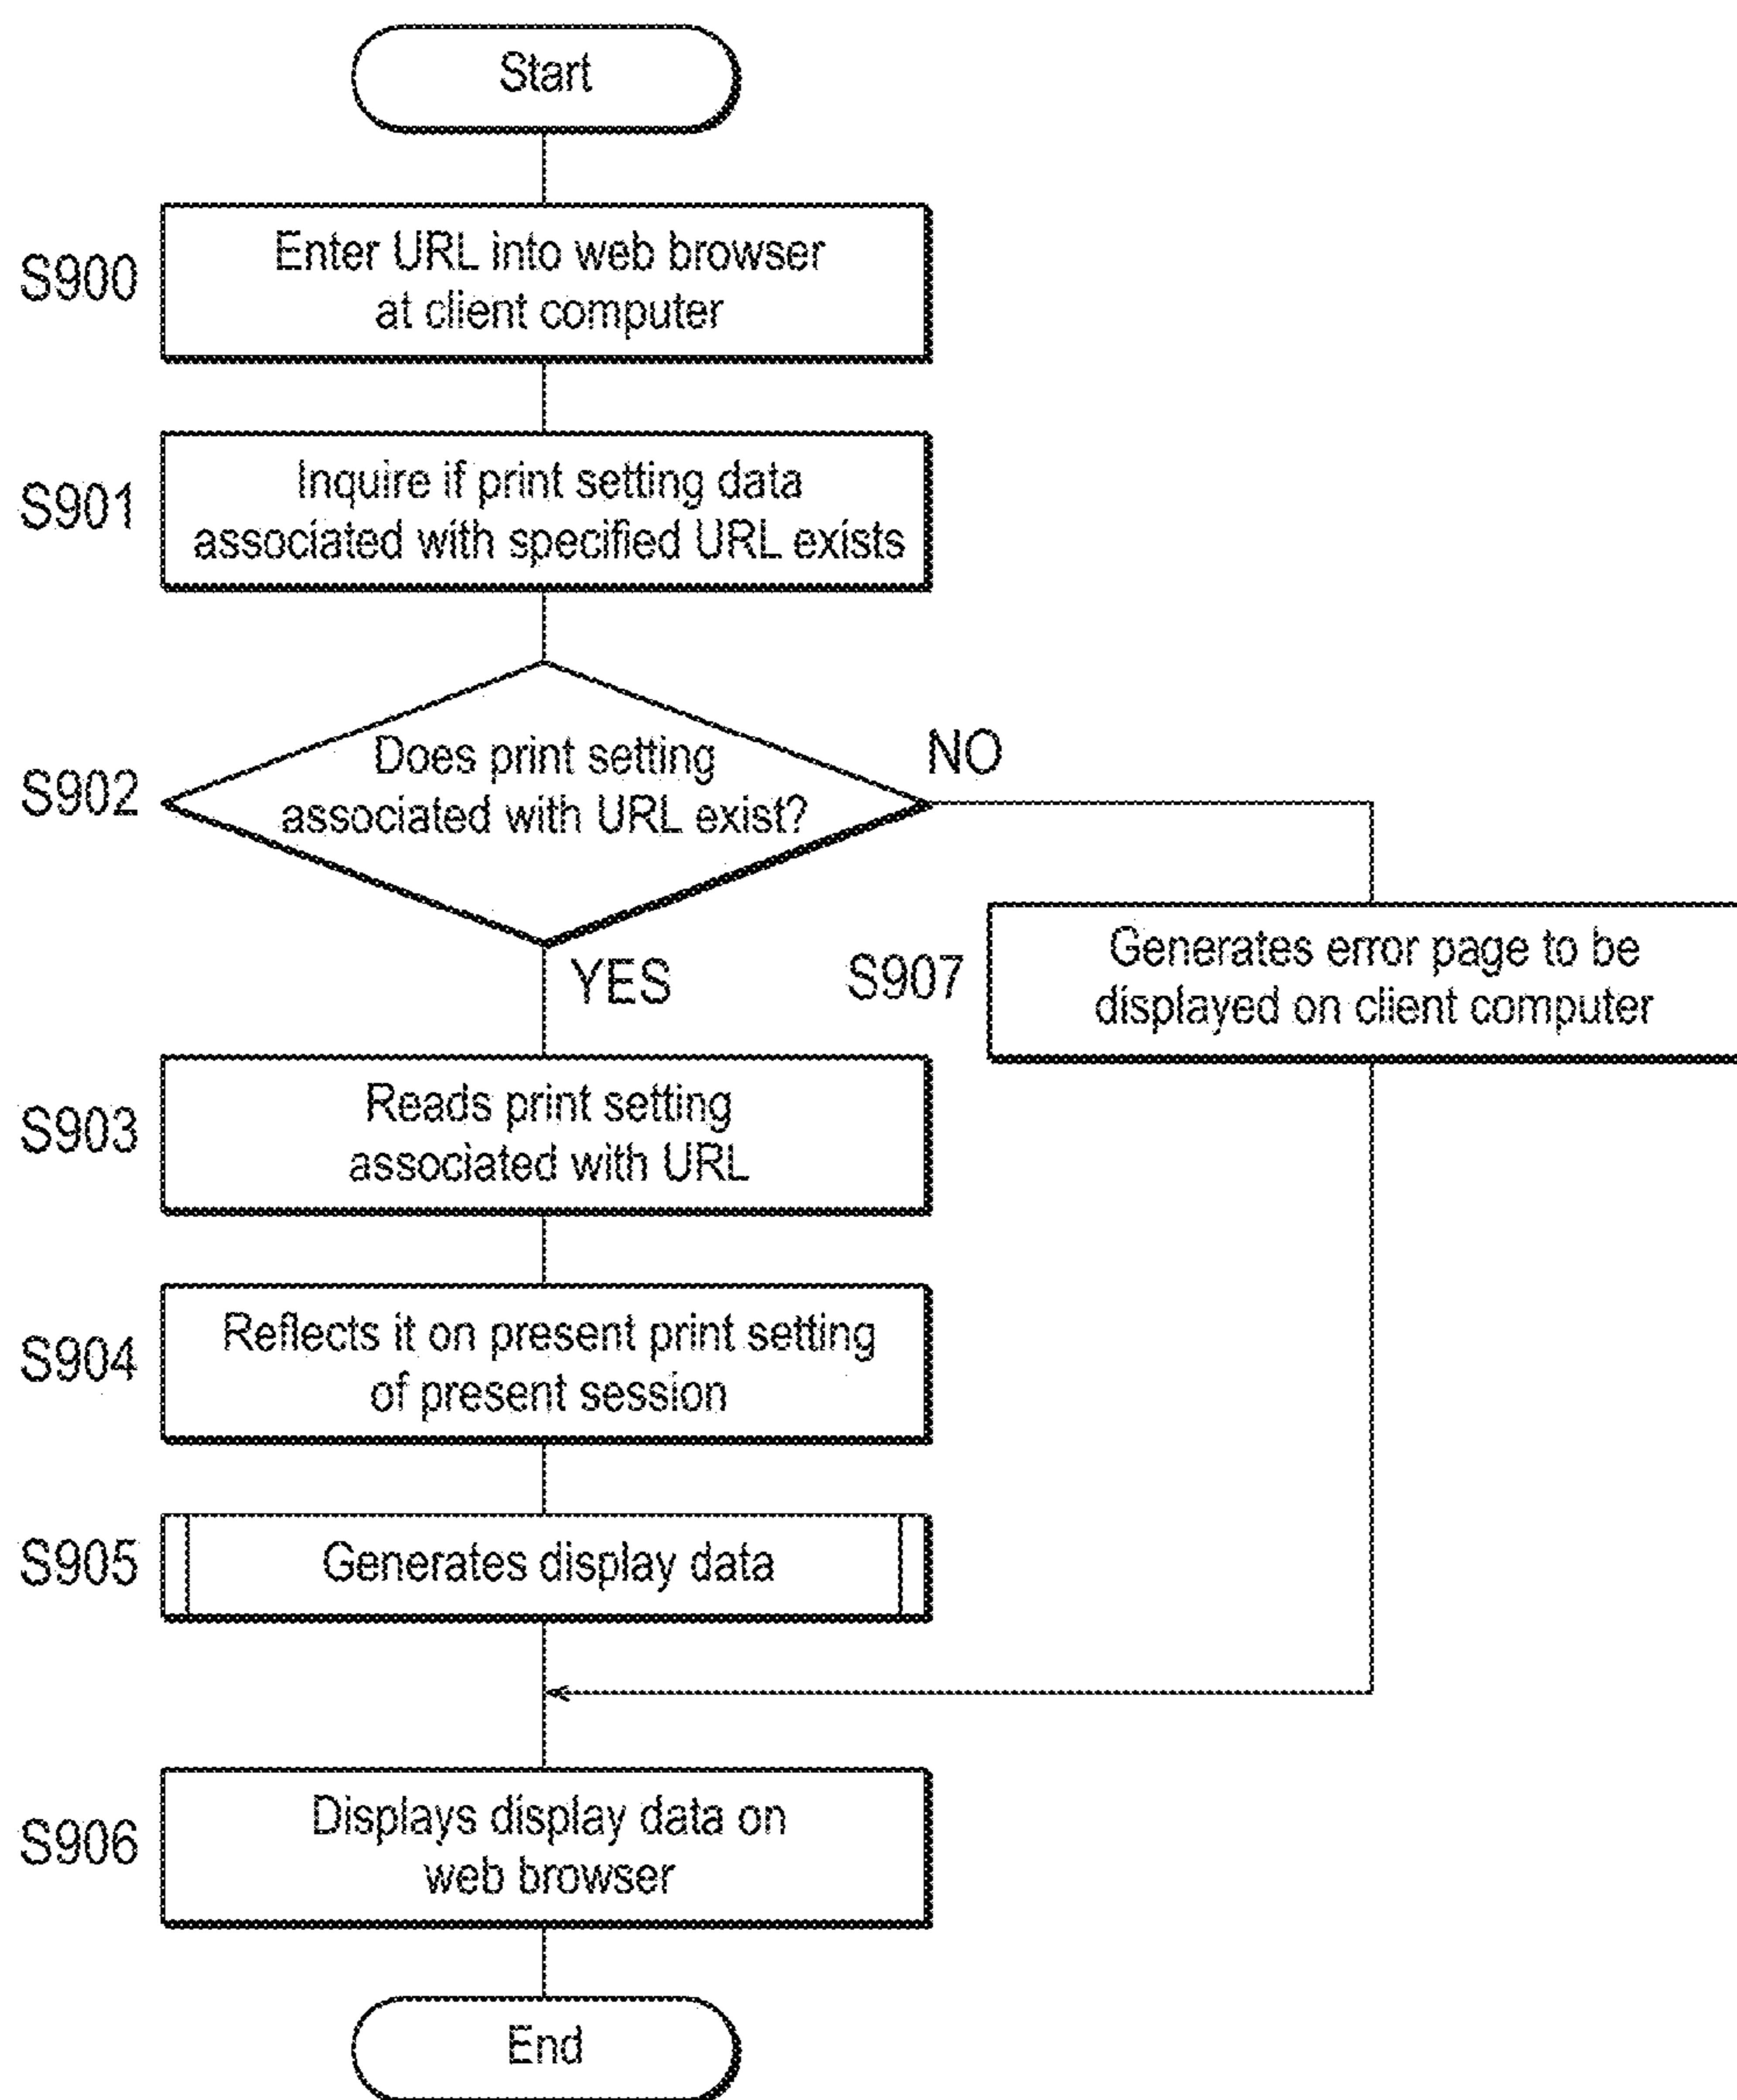 Start
S900
Enter URL into web browser
at client computer
S901
Inquire if print setting data
associated with specified URL exists
S902
Does print setting
associated with URL exist?
NO
YES
S907
Generates error page to be
displayed on client computer
S903
Reads print setting
associated with URL
S904
Reflects it on present print setting
of present session
S905
Generates display data
S906
Displays display data on
web browser
End